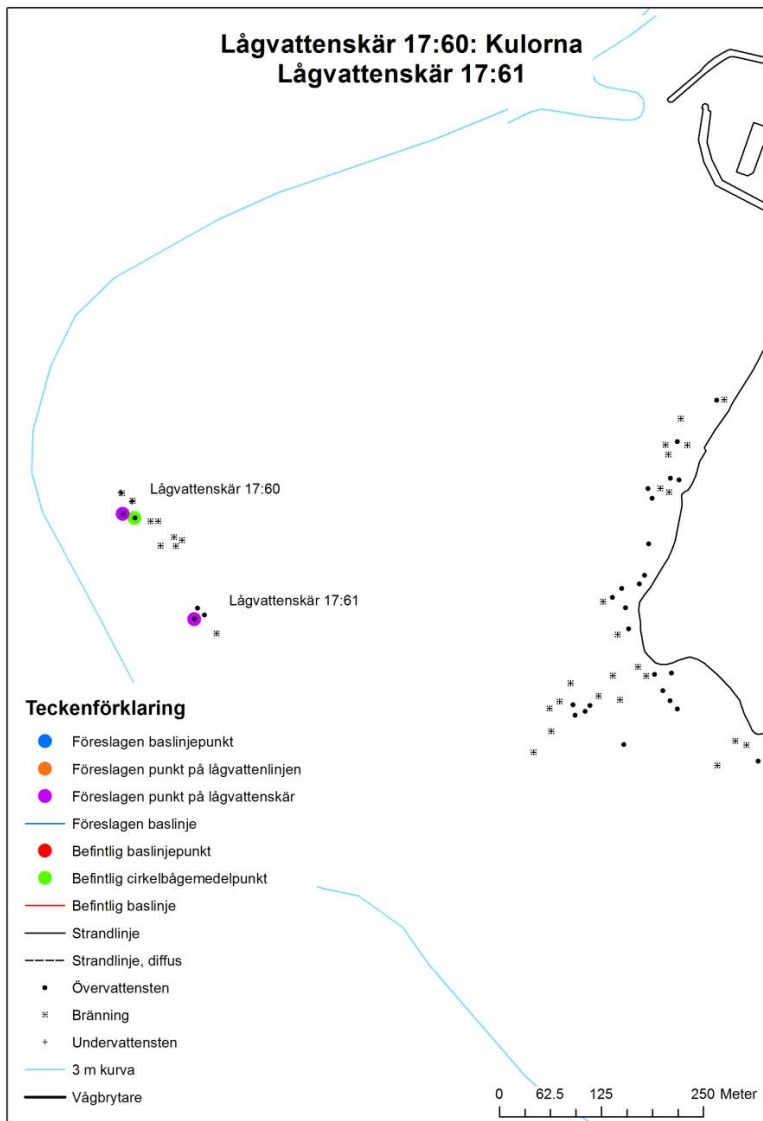 Lågvattenskär 17:60: Kulorna
Lågvattenskär 17:61
Lågvattenskär 17:60
Lågvattenskär 17:61
Teckenförklaring
Föreslagen baslinjepunkt
Föreslagen punkt på lågvattenlinjen
Föreslagen punkt på lågvattenskär
Föreslagen baslinje
Befintlig baslinjepunkt
Befintlig cirkelbågemedelpunkt
Befintlig baslinje
Strandlinje
Strandlinje, diffus
Övervattensten
Bränning
Undervattensten
3 m kurva
Vågbrytare
0 62.5 125 250 Meter